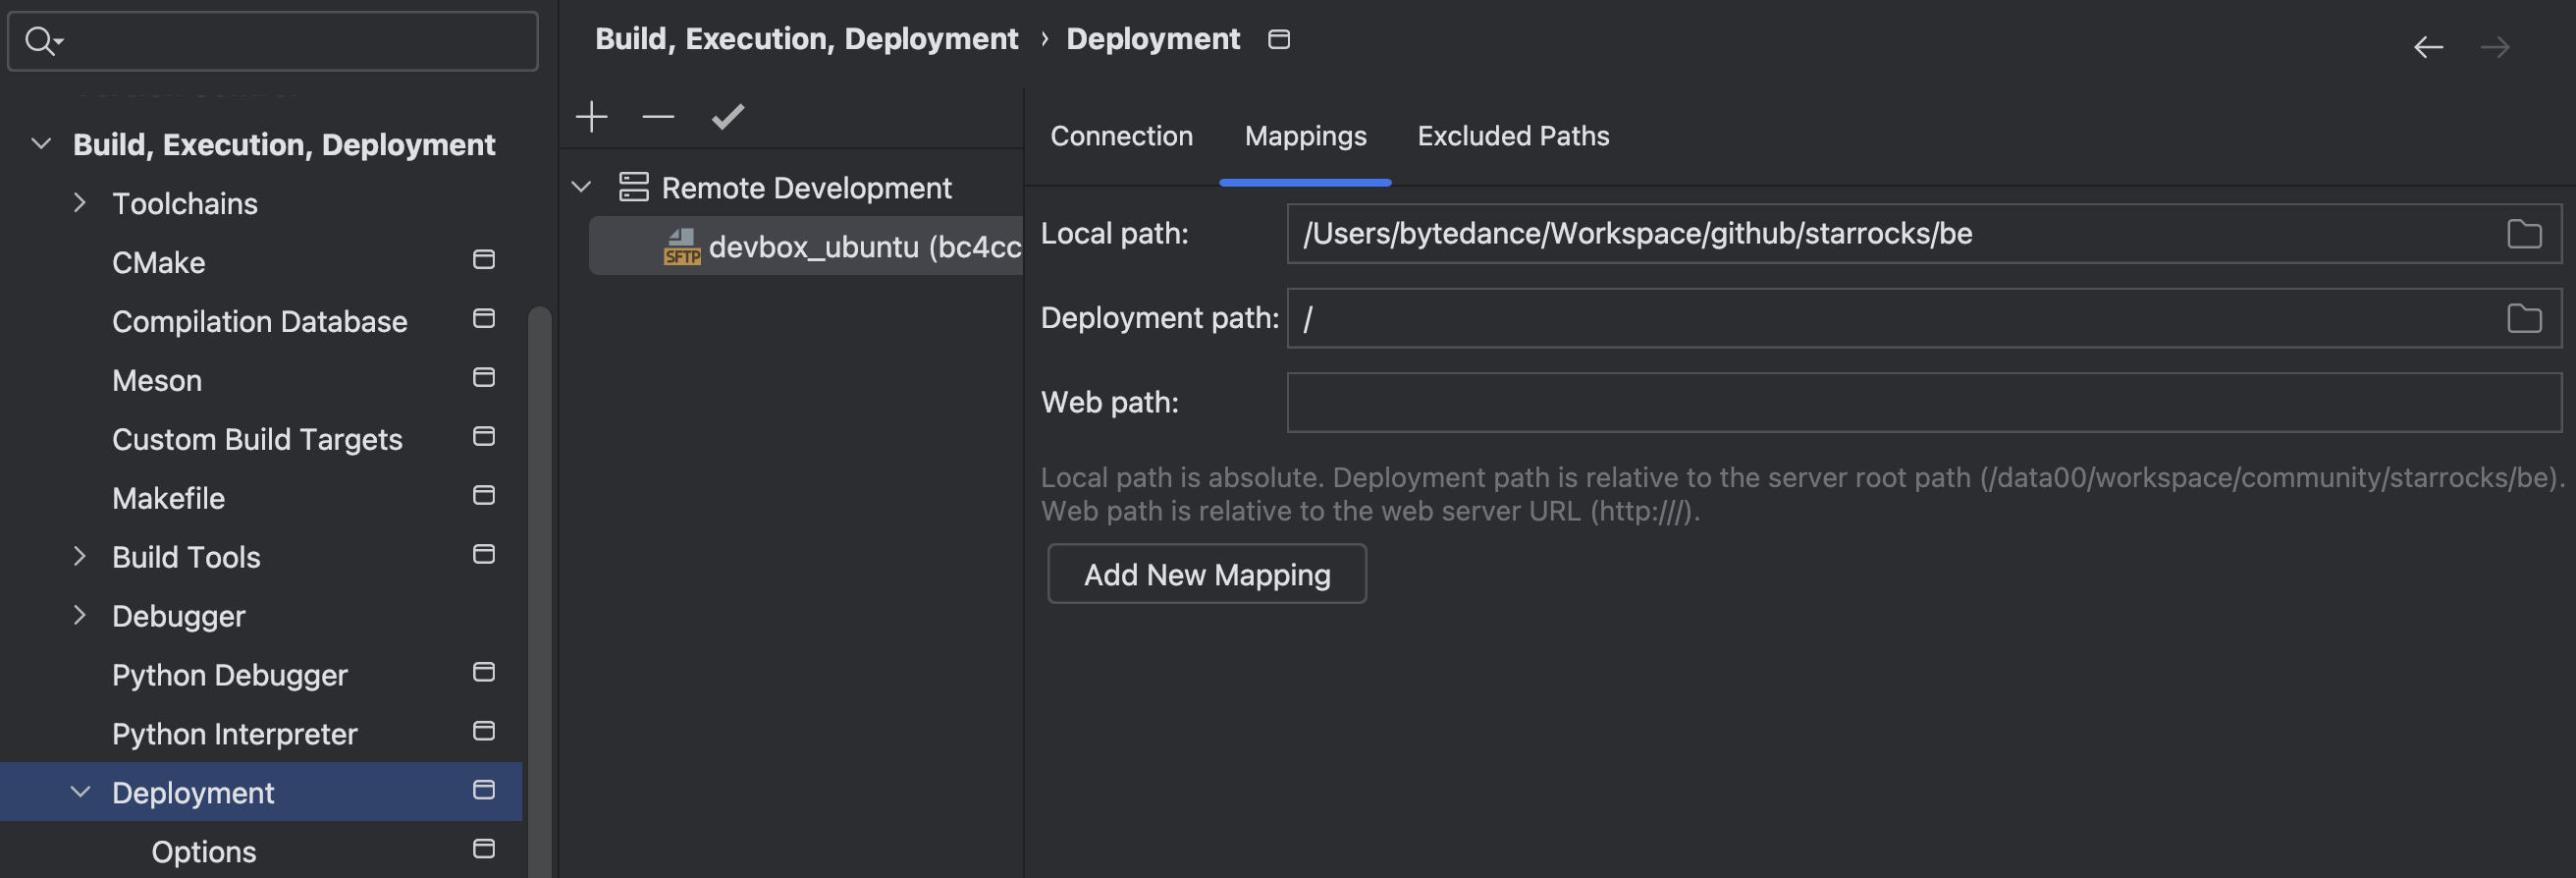 Build, Execution, Deployment
Toolchains
CMake
Compilation Database
Meson
Custom Build Targets
Makefile
Build Tools
Debugger
Python Debugger
Python Interpreter
Deployment
Options
Build, Execution, Deployment › Deployment
Remote Development
SFTP devbox_ubuntu (bc4cc
Connection Mappings Excluded Paths
Local path: /Users/bytedance/Workspace/github/starrocks/be
Deployment path: /
Web path:
Local path is absolute. Deployment path is relative to the server root path (/data00/workspace/community/starrocks/be).
Web path is relative to the web server URL (http:///).
Add New Mapping